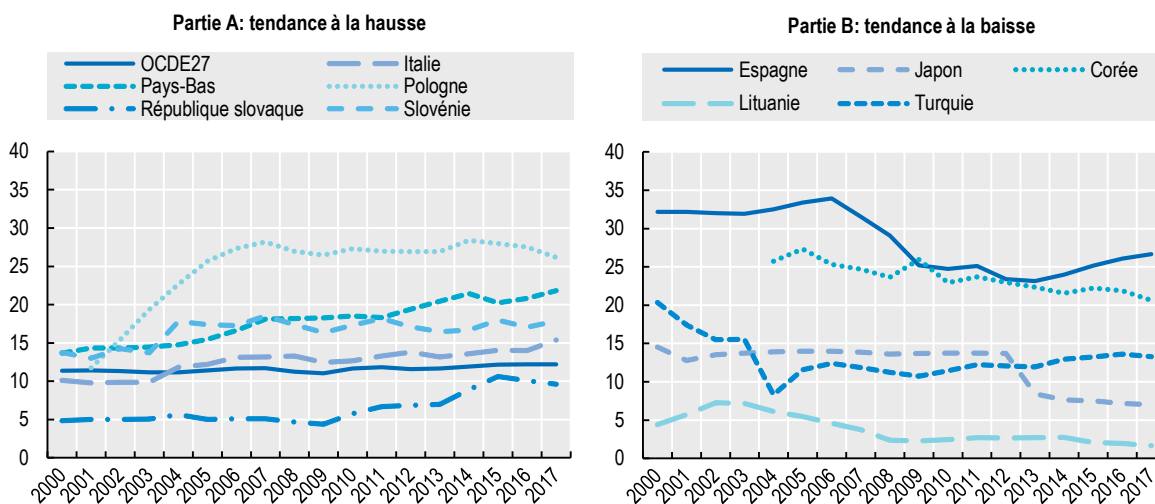 Partie A: tendance à la hausse
OCDE27 Italie
Pays-Bas Pologne
République slovaque Slovénie
40
35
30
25
20
15
10
5
0
2000 2001 2002 2003 2004 2005 2006 2007 2008 2009 2010 2011 2012 2013 2014 2015 2016 2017
Partie B: tendance à la baisse
Espagne Japon Corée
Lituanie Turquie
40
35
30
25
20
15
10
5
0
2000 2001 2002 2003 2004 2005 2006 2007 2008 2009 2010 2011 2012 2013 2014 2015 2016 2017